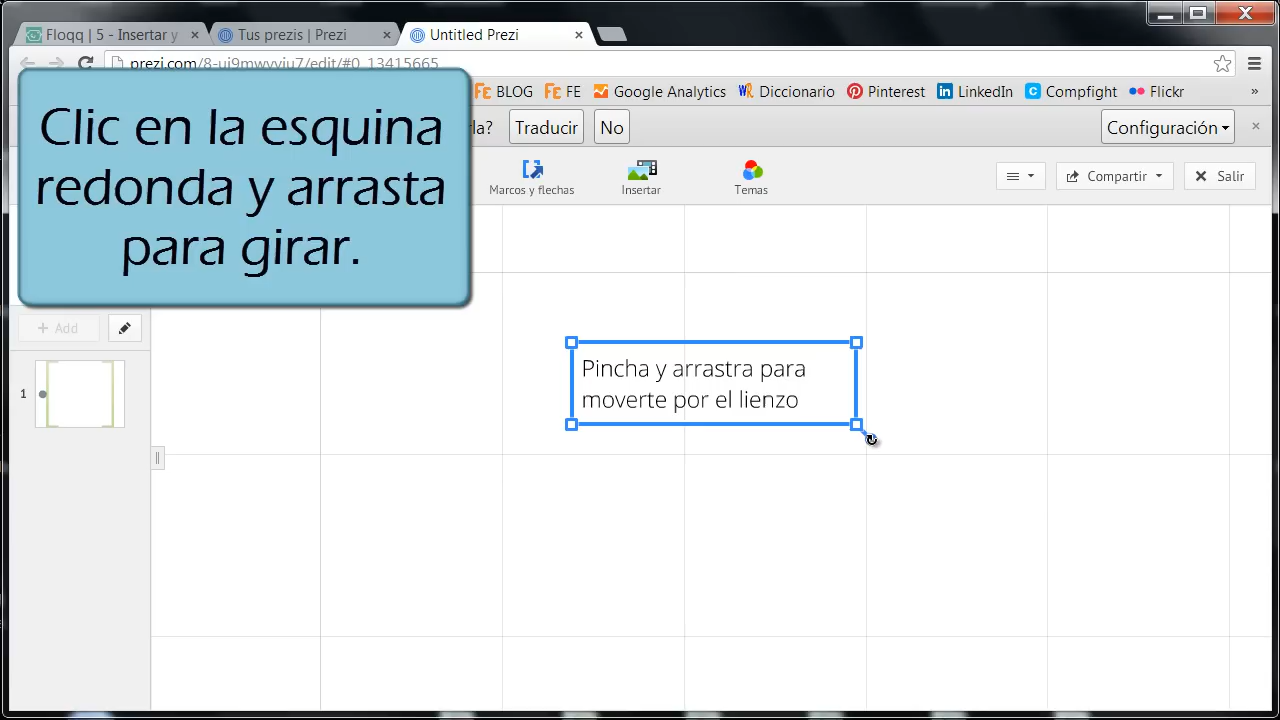 Floqq | 5 - Insertar y
Tus prezis | Prezi
Untitled Prezi
BLOG
FE
Google Analytics
Diccionario
Pinterest
LinkedIn
Compfight
Flickr
»
Clic en la esquina
redonda y arrasta
para girar.
la?
Traducir
No
Configuración
Marcos y flechas
Insertar
Temas
Compartir
Salir
+ Add
1
Pincha y arrastra para
moverte por el lienzo